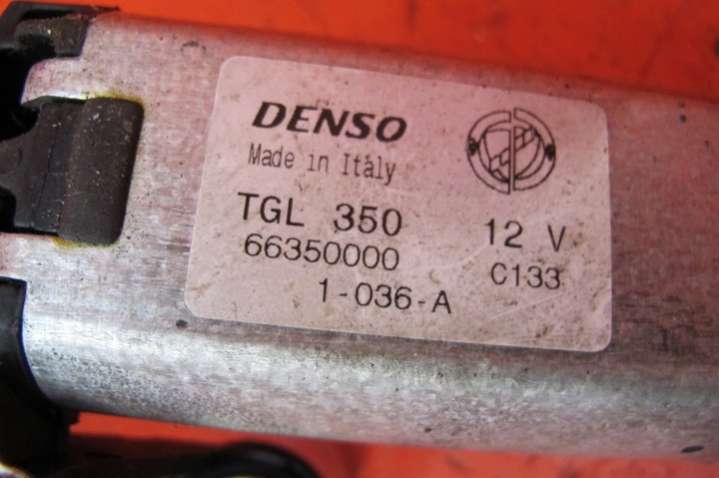 DENSO
Made in Italy
TGL 350 12 V
66350000 C133
1-036-A